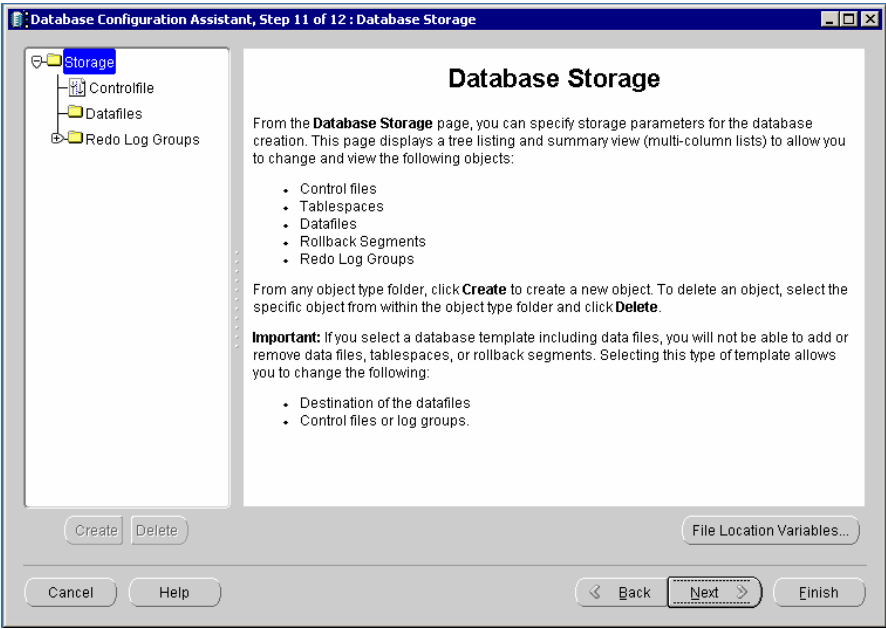 Database Configuration Assistant, Step 11 of 12 : Database Storage
Storage
Controlfile
Datafiles
Redo Log Groups
Database Storage
From the Database Storage page, you can specify storage parameters for the database
creation. This page displays a tree listing and summary view (multi-column lists) to allow you
to change and view the following objects:
• Control files
• Tablespaces
• Datafiles
• Rollback Segments
• Redo Log Groups
From any object type folder, click Create to create a new object. To delete an object, select the
specific object from within the object type folder and click Delete.
Important: If you select a database template including data files, you will not be able to add or
remove data files, tablespaces, or rollback segments. Selecting this type of template allows
you to change the following:
• Destination of the datafiles
• Control files or log groups.
Create Delete
File Location Variables...
Cancel Help Back Next Finish